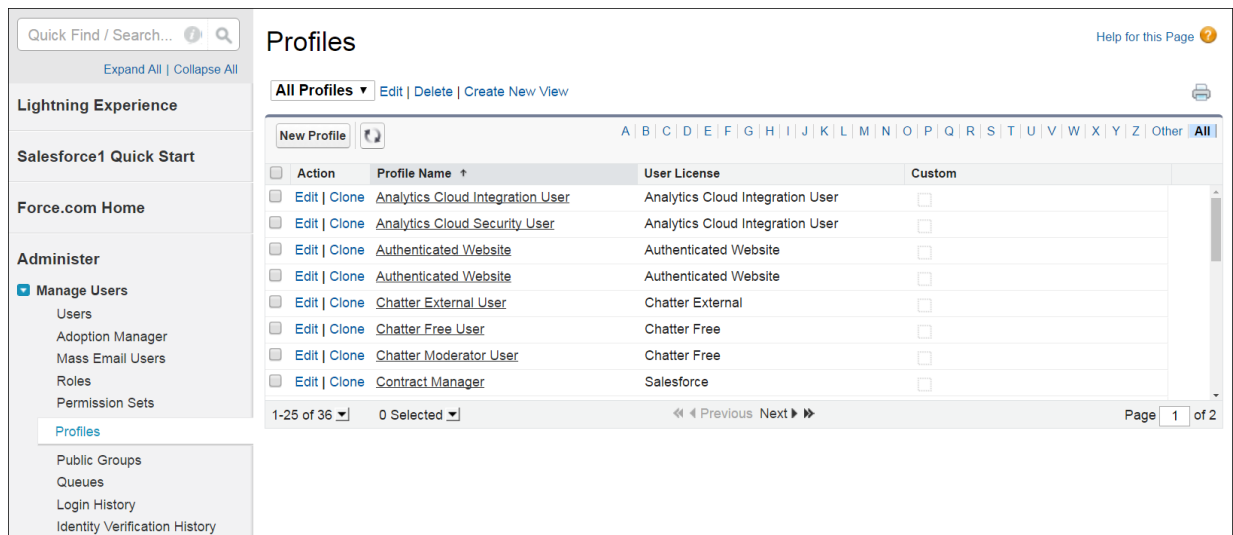 Quick Find / Search...
Expand All | Collapse All
Lightning Experience
Salesforce1 Quick Start
Force.com Home
Administer
Manage Users
Users
Adoption Manager
Mass Email Users
Roles
Permission Sets
Profiles
Public Groups
Queues
Login History
Identity Verification History
Profiles
Help for this Page ?
All Profiles ▼ Edit | Delete | Create New View
New Profile A | B | C | D | E | F | G | H | I | J | K | L | M | N | O | P | Q | R | S | T | U | V | W | X | Y | Z | Other | All
Action Profile Name ↑ User License Custom
Edit | Clone Analytics Cloud Integration User Analytics Cloud Integration User
Edit | Clone Analytics Cloud Security User Analytics Cloud Integration User
Edit | Clone Authenticated Website Authenticated Website
Edit | Clone Authenticated Website Authenticated Website
Edit | Clone Chatter External User Chatter External
Edit | Clone Chatter Free User Chatter Free
Edit | Clone Chatter Moderator User Chatter Free
Edit | Clone Contract Manager Salesforce
1-25 of 36 0 Selected Previous Next Page 1 of 2